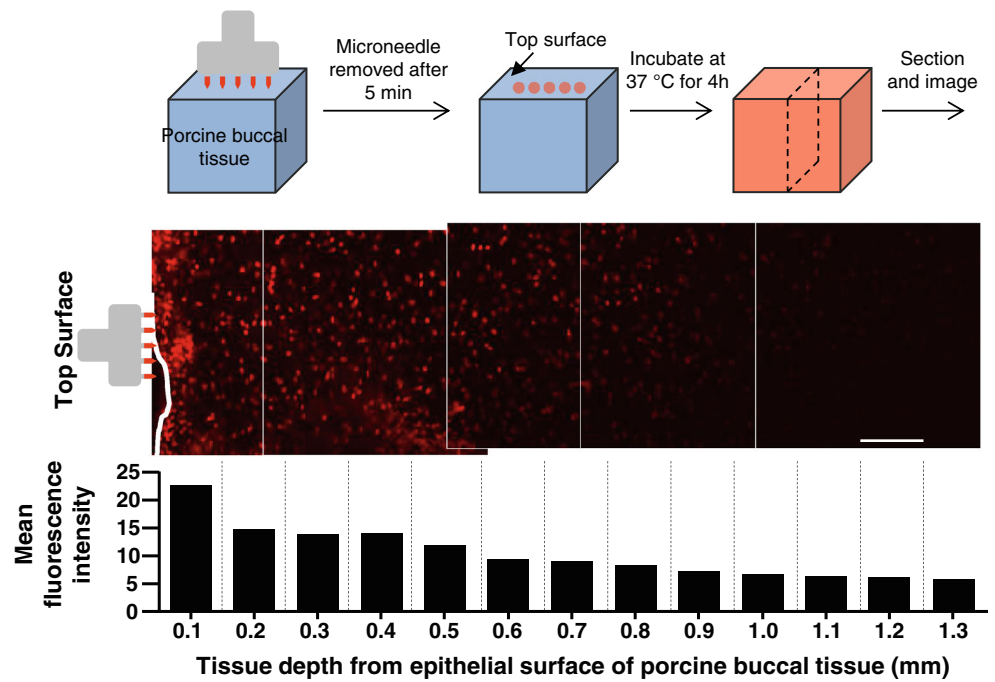 Microneedle
removed after
5 min
Top surface
Incubate at
37 °C for 4h
Section
and image
Porcine buccal
tissue
Top Surface
Mean
fluorescence
intensity
25
20
15
10
5
0
0.1 0.2 0.3 0.4 0.5 0.6 0.7 0.8 0.9 1.0 1.1 1.2 1.3
Tissue depth from epithelial surface of porcine buccal tissue (mm)